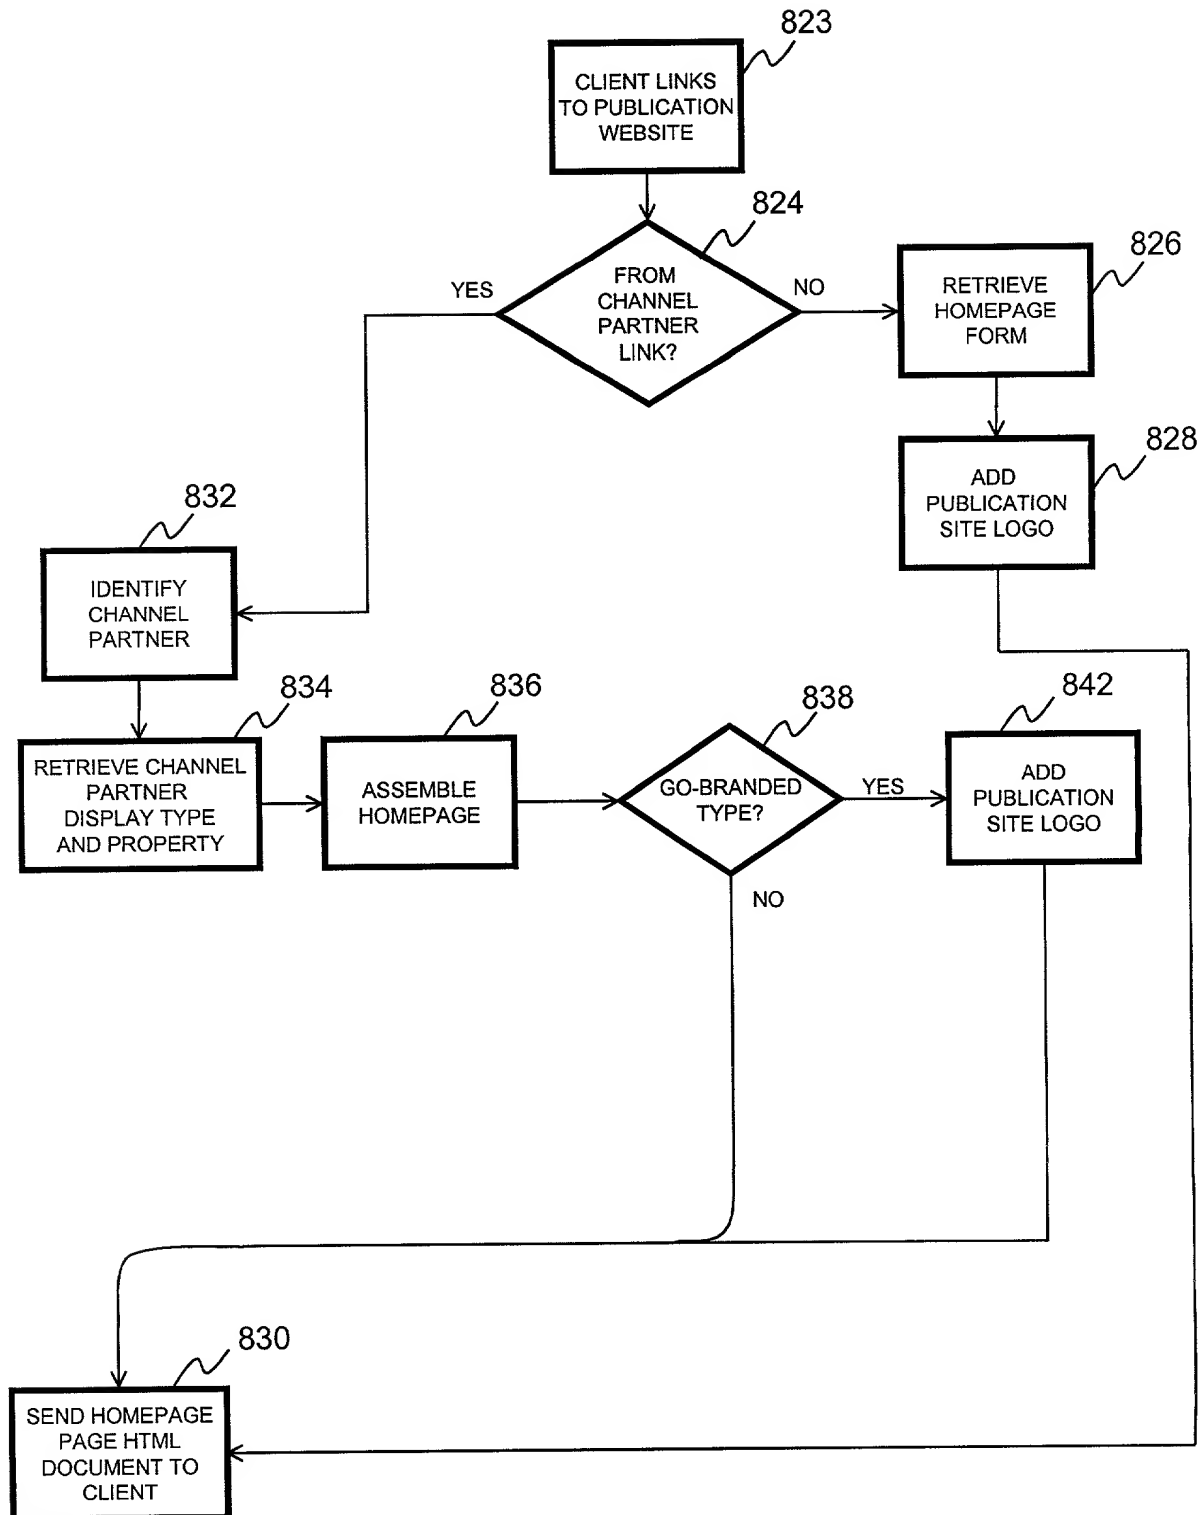 823
CLIENT LINKS
TO PUBLICATION
WEBSITE
824
FROM
CHANNEL
PARTNER
LINK?
YES
NO
826
RETRIEVE
HOMEPAGE
FORM
828
ADD
PUBLICATION
SITE LOGO
832
IDENTIFY
CHANNEL
PARTNER
834
RETRIEVE CHANNEL
PARTNER
DISPLAY TYPE
AND PROPERTY
836
ASSEMBLE
HOMEPAGE
838
GO-BRANDED
TYPE?
YES
NO
842
ADD
PUBLICATION
SITE LOGO
830
SEND HOMEPAGE
PAGE HTML
DOCUMENT TO
CLIENT